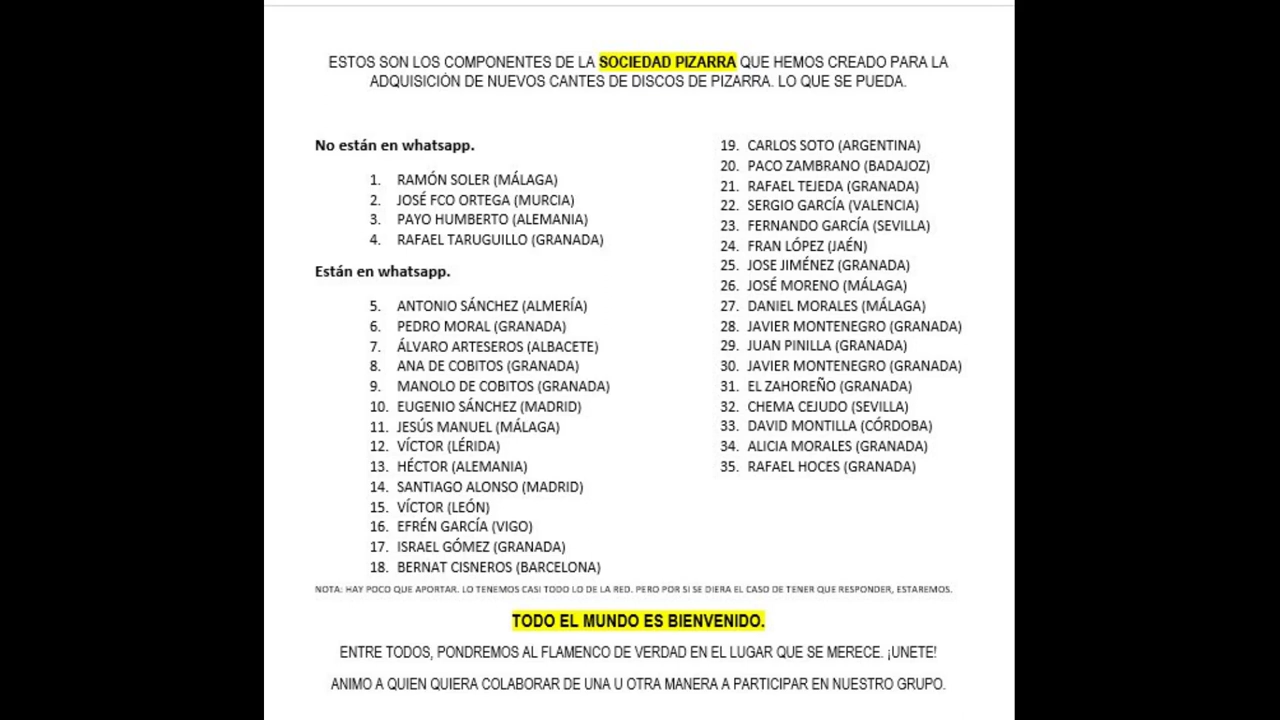 ESTOS SON LOS COMPONENTES DE LA SOCIEDAD PIZARRA QUE HEMOS CREADO PARA LA
ADQUISICIÓN DE NUEVOS CANTES DE DISCOS DE PIZARRA. LO QUE SE PUEDA.
No están en whatsapp.
1. RAMÓN SOLER (MÁLAGA)
2. JOSÉ FCO ORTEGA (MURCIA)
3. PAYO HUMBERTO (ALEMANIA)
4. RAFAEL TARUGUILLO (GRANADA)
Están en whatsapp.
5. ANTONIO SÁNCHEZ (ALMERÍA)
6. PEDRO MORAL (GRANADA)
7. ÁLVARO ARTESEROS (ALBACETE)
8. ANA DE COBITOS (GRANADA)
9. MANOLO DE COBITOS (GRANADA)
10. EUGENIO SÁNCHEZ (MADRID)
11. JESÚS MANUEL (MÁLAGA)
12. VÍCTOR (LÉRIDA)
13. HÉCTOR (ALEMANIA)
14. SANTIAGO ALONSO (MADRID)
15. VÍCTOR (LEÓN)
16. EFRÉN GARCÍA (VIGO)
17. ISRAEL GÓMEZ (GRANADA)
18. BERNAT CISNEROS (BARCELONA)
19. CARLOS SOTO (ARGENTINA)
20. PACO ZAMBRANO (BADAJOZ)
21. RAFAEL TEJEDA (GRANADA)
22. SERGIO GARCÍA (VALENCIA)
23. FERNANDO GARCÍA (SEVILLA)
24. FRAN LÓPEZ (JAÉN)
25. JOSE JIMÉNEZ (GRANADA)
26. JOSÉ MORENO (MÁLAGA)
27. DANIEL MORALES (MÁLAGA)
28. JAVIER MONTENEGRO (GRANADA)
29. JUAN PINILLA (GRANADA)
30. JAVIER MONTENEGRO (GRANADA)
31. EL ZAHOREÑO (GRANADA)
32. CHEMA CEJUDO (SEVILLA)
33. DAVID MONTILLA (CÓRDOBA)
34. ALICIA MORALES (GRANADA)
35. RAFAEL HOCES (GRANADA)
NOTA: HAY POCO QUE APORTAR. LO TENEMOS CASI TODO LO DE LA RED. PERO POR SI SE DIERA EL CASO DE TENER QUE RESPONDER, ESTAREMOS.
TODO EL MUNDO ES BIENVENIDO.
ENTRE TODOS, PONDREMOS AL FLAMENCO DE VERDAD EN EL LUGAR QUE SE MERECE. ¡UNETE!
ANIMO A QUIEN QUIERA COLABORAR DE UNA U OTRA MANERA A PARTICIPAR EN NUESTRO GRUPO.